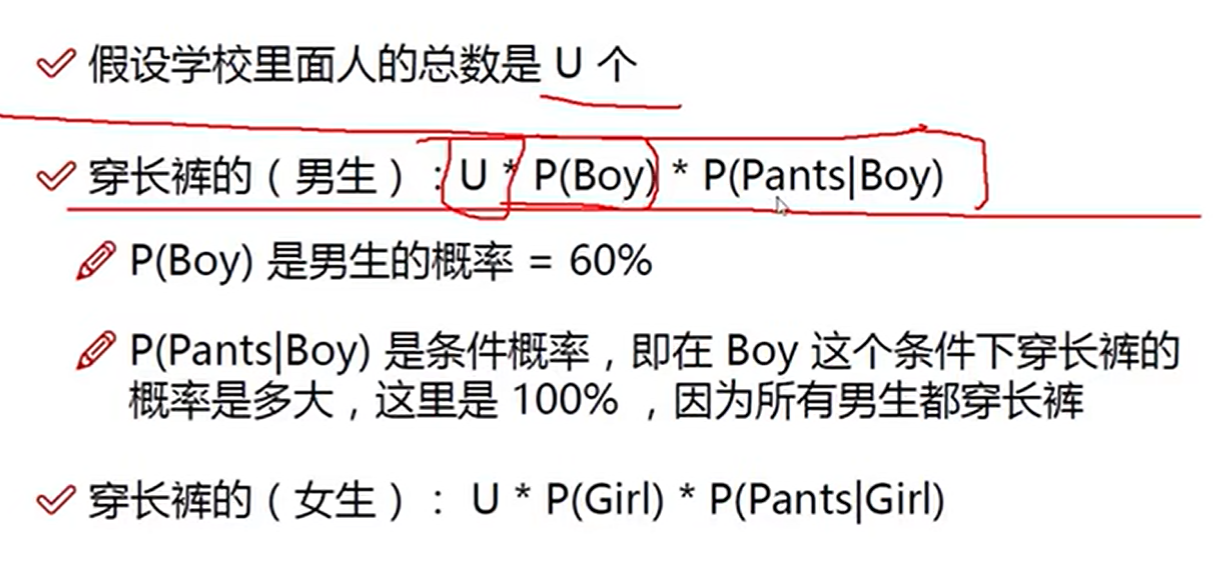 假设学校里面人的总数是 U 个
穿长裤的（男生）：U * P(Boy) * P(Pants|Boy)
P(Boy) 是男生的概率 = 60%
P(Pants|Boy) 是条件概率，即在 Boy 这个条件下穿长裤的
概率是多大，这里是 100% ，因为所有男生都穿长裤
穿长裤的（女生）： U * P(Girl) * P(Pants|Girl)